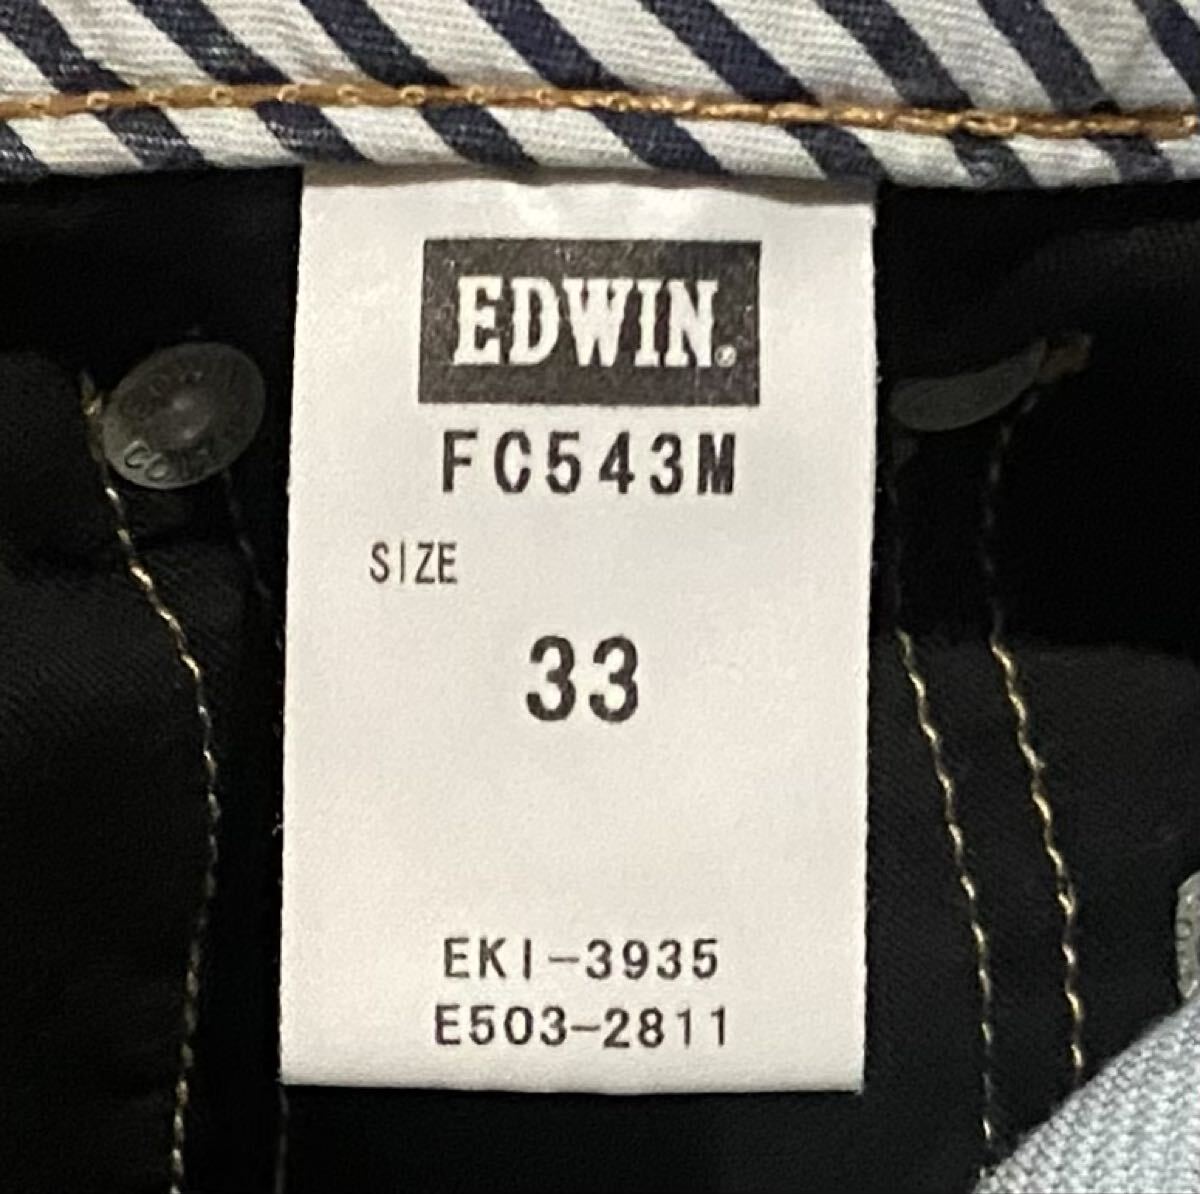 EDWIN®
FC543M
SIZE
33
EKI-3935
E503-2811